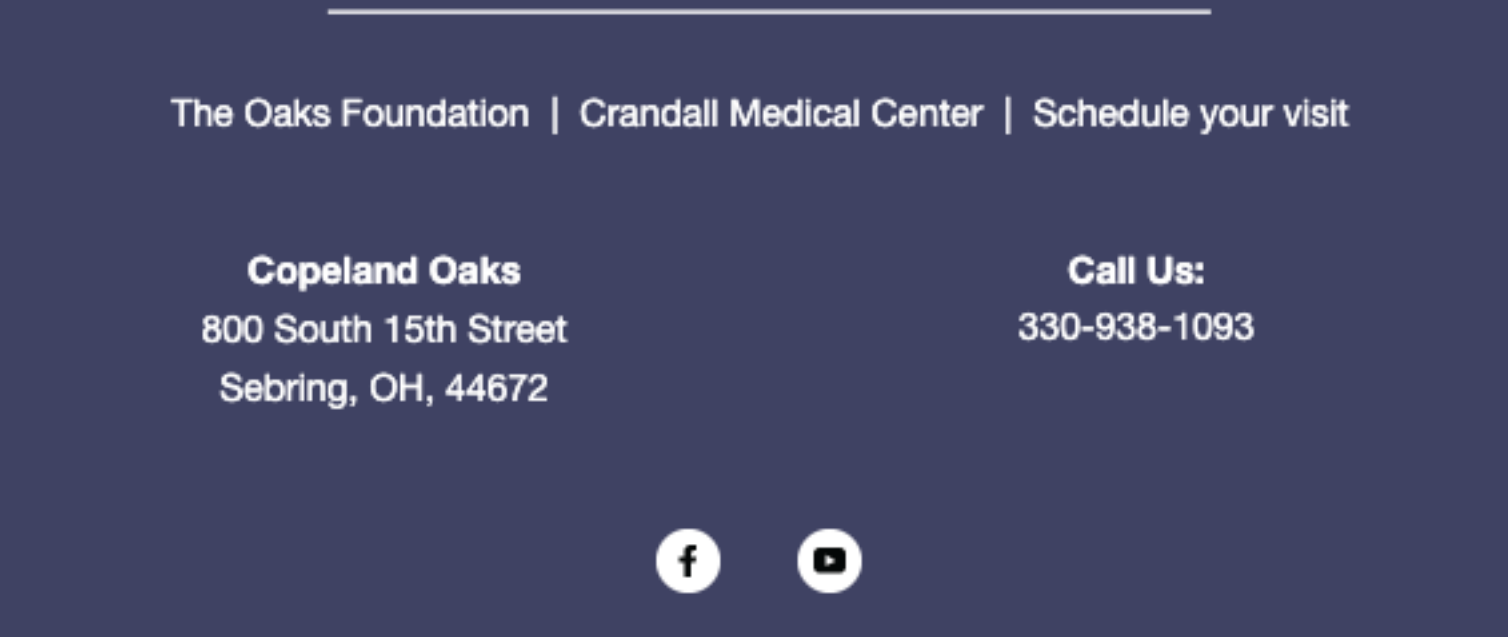 The Oaks Foundation | Crandall Medical Center | Schedule your visit
Copeland Oaks
800 South 15th Street
Sebring, OH, 44672
Call Us:
330-938-1093